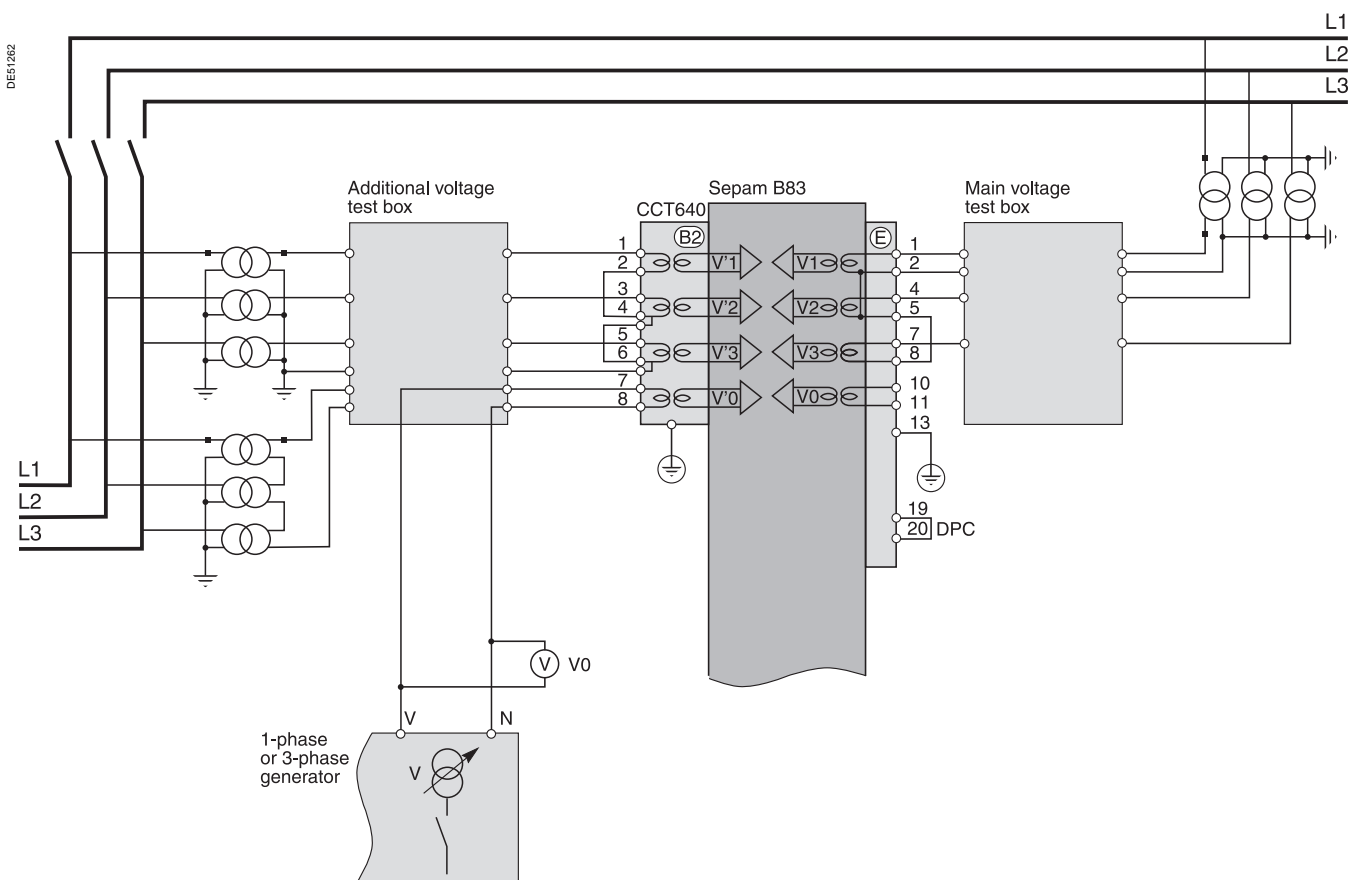 DE51262
L1
L2
L3
Additional voltage
test box
Sepam B83
Main voltage
test box
CCT640
B2
E
1
2
3
4
5
6
7
8
V'1
V'2
V'3
V'0
V1
V2
V3
V0
1
2
4
5
7
8
10
11
13
19
20
DPC
L1
L2
L3
V
V0
V
N
1-phase
or 3-phase
generator
V